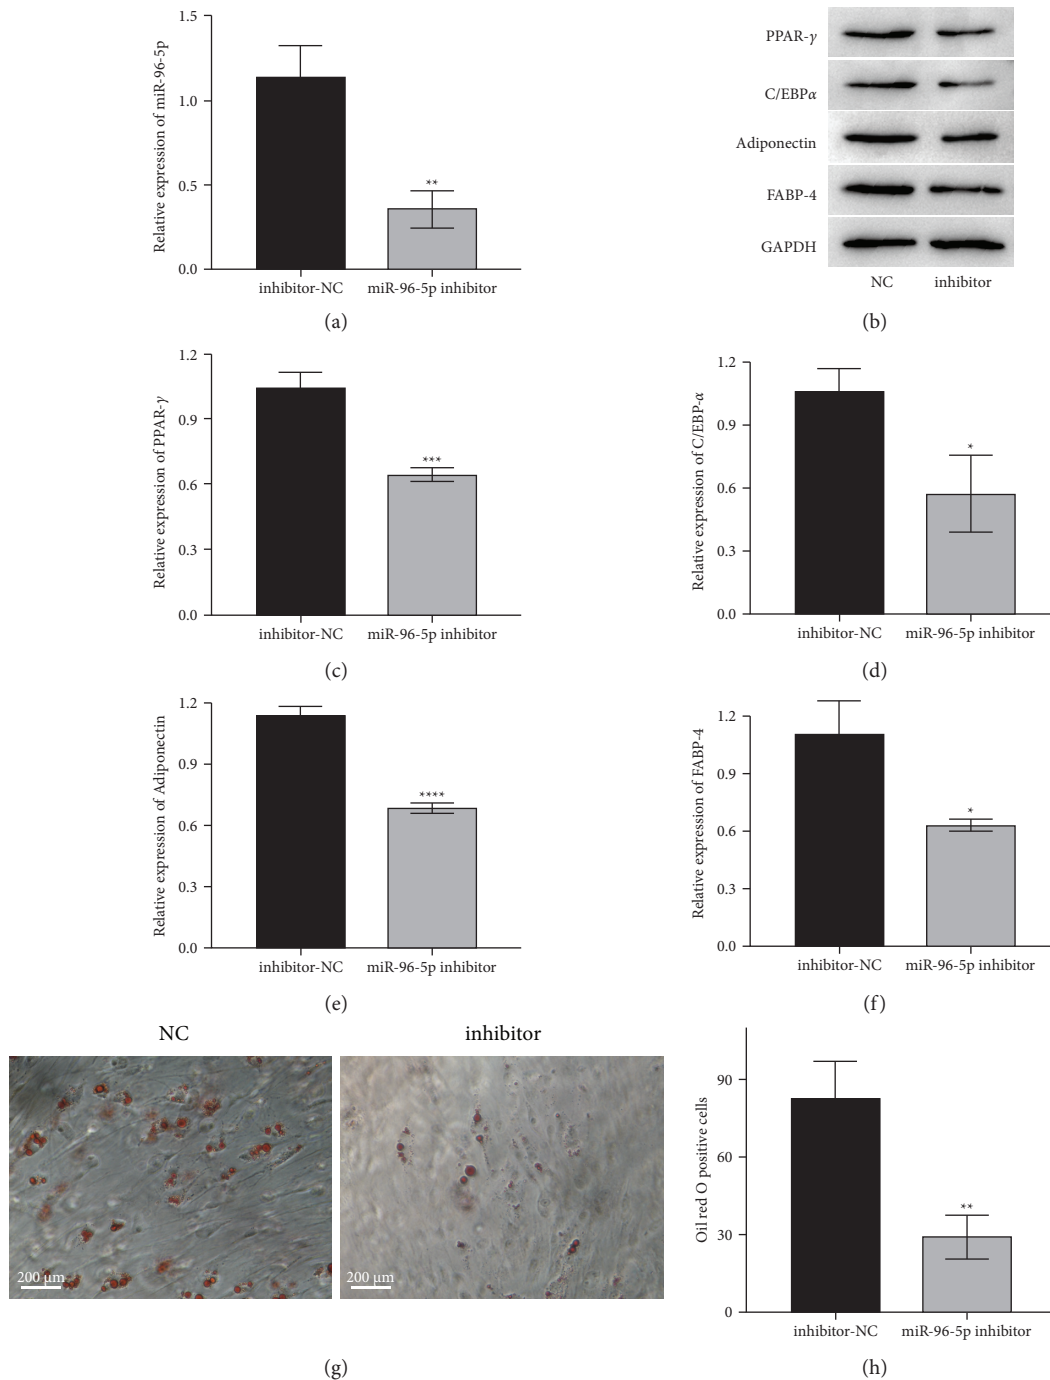 Relative expression of miR-96-5p
1.5
1.0
0.5
0.0
**
inhibitor-NC
miR-96-5p inhibitor
(a)
PPAR-γ
C/EBPα
Adiponectin
FABP-4
GAPDH
NC
inhibitor
(b)
Relative expression of PPAR-γ
1.2
0.9
0.6
0.3
0.0
***
inhibitor-NC
miR-96-5p inhibitor
(c)
Relative expression of C/EBP-α
1.2
0.9
0.6
0.3
0.0
*
inhibitor-NC
miR-96-5p inhibitor
(d)
Relative expression of Adiponectin
1.2
0.9
0.6
0.3
0.0
****
inhibitor-NC
miR-96-5p inhibitor
(e)
Relative expression of FABP-4
1.2
0.9
0.6
0.3
0.0
*
inhibitor-NC
miR-96-5p inhibitor
(f)
NC
inhibitor
200 μm
200 μm
(g)
Oil red O positive cells
90
60
30
0
**
inhibitor-NC
miR-96-5p inhibitor
(h)